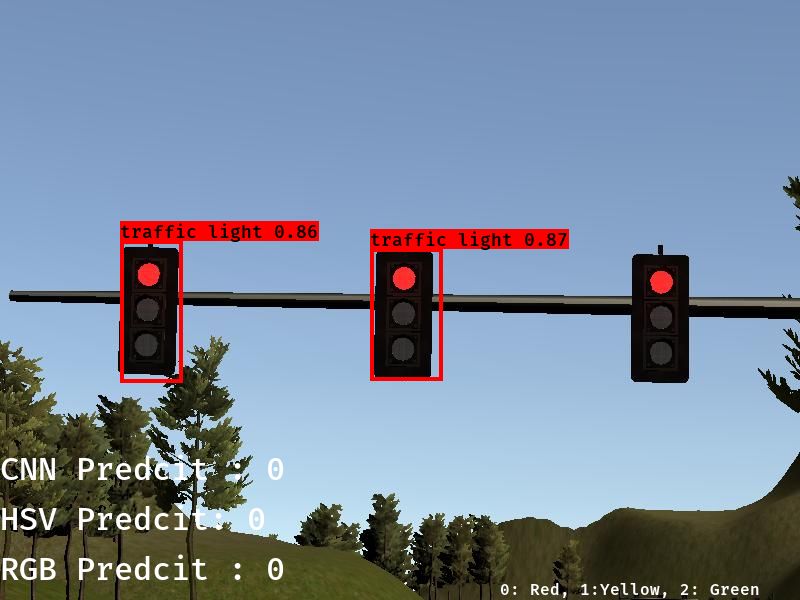 traffic light 0.86
traffic light 0.87
CNN Predcit : 0
HSV Predcit: 0
RGB Predcit : 0
0: Red, 1:Yellow, 2: Green